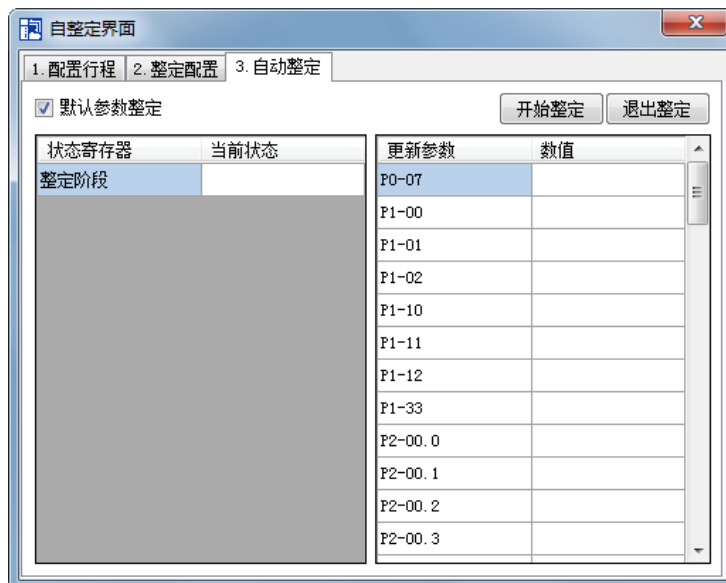 自整定界面
1.配置行程 2.整定配置 3.自动整定
默认参数整定 开始整定 退出整定
状态寄存器 当前状态 更新参数 数值
整定阶段 P0-07
P1-00
P1-01
P1-02
P1-10
P1-11
P1-12
P1-33
P2-00.0
P2-00.1
P2-00.2
P2-00.3